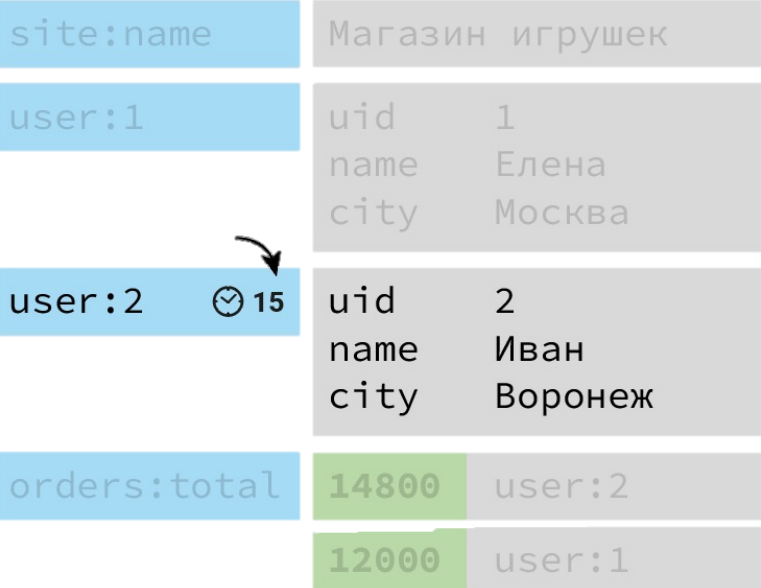 site:name Магазин игрушек
user:1 uid 1
name Елена
city Москва
user:2 15 uid 2
name Иван
city Воронеж
orders:total 14800 user:2
12000 user:1